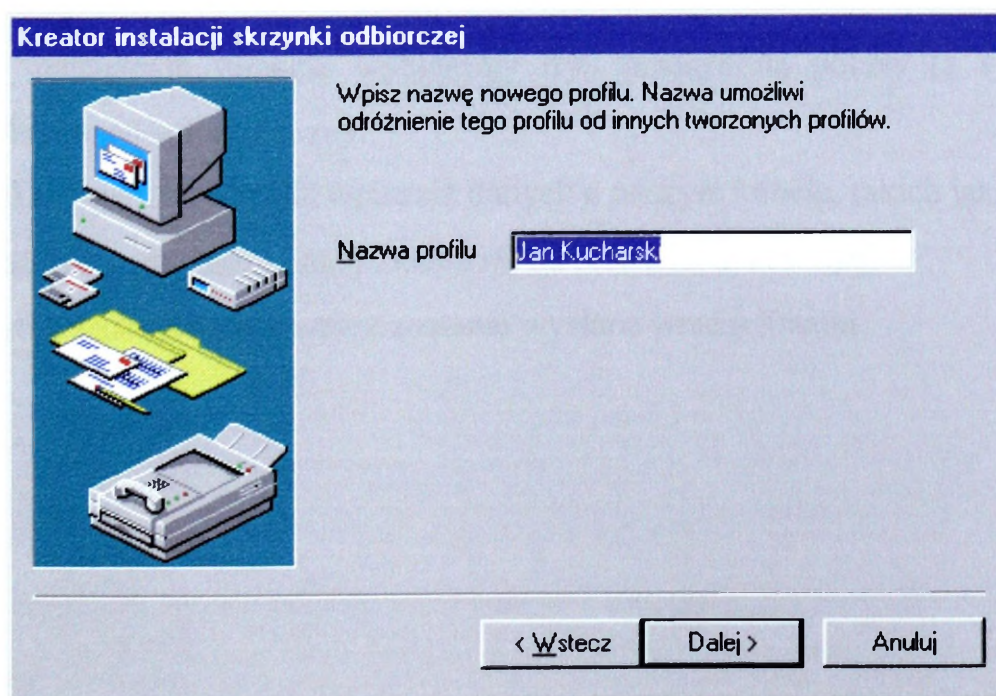 Kreator instalacji skrzynki odbiorczej
Wpisz nazwę nowego profilu. Nazwa umożliwi
odróżnienie tego profilu od innych tworzonych profilów.
Nazwa profilu Jan Kucharski
< Wstecz Dalej > Anuluj